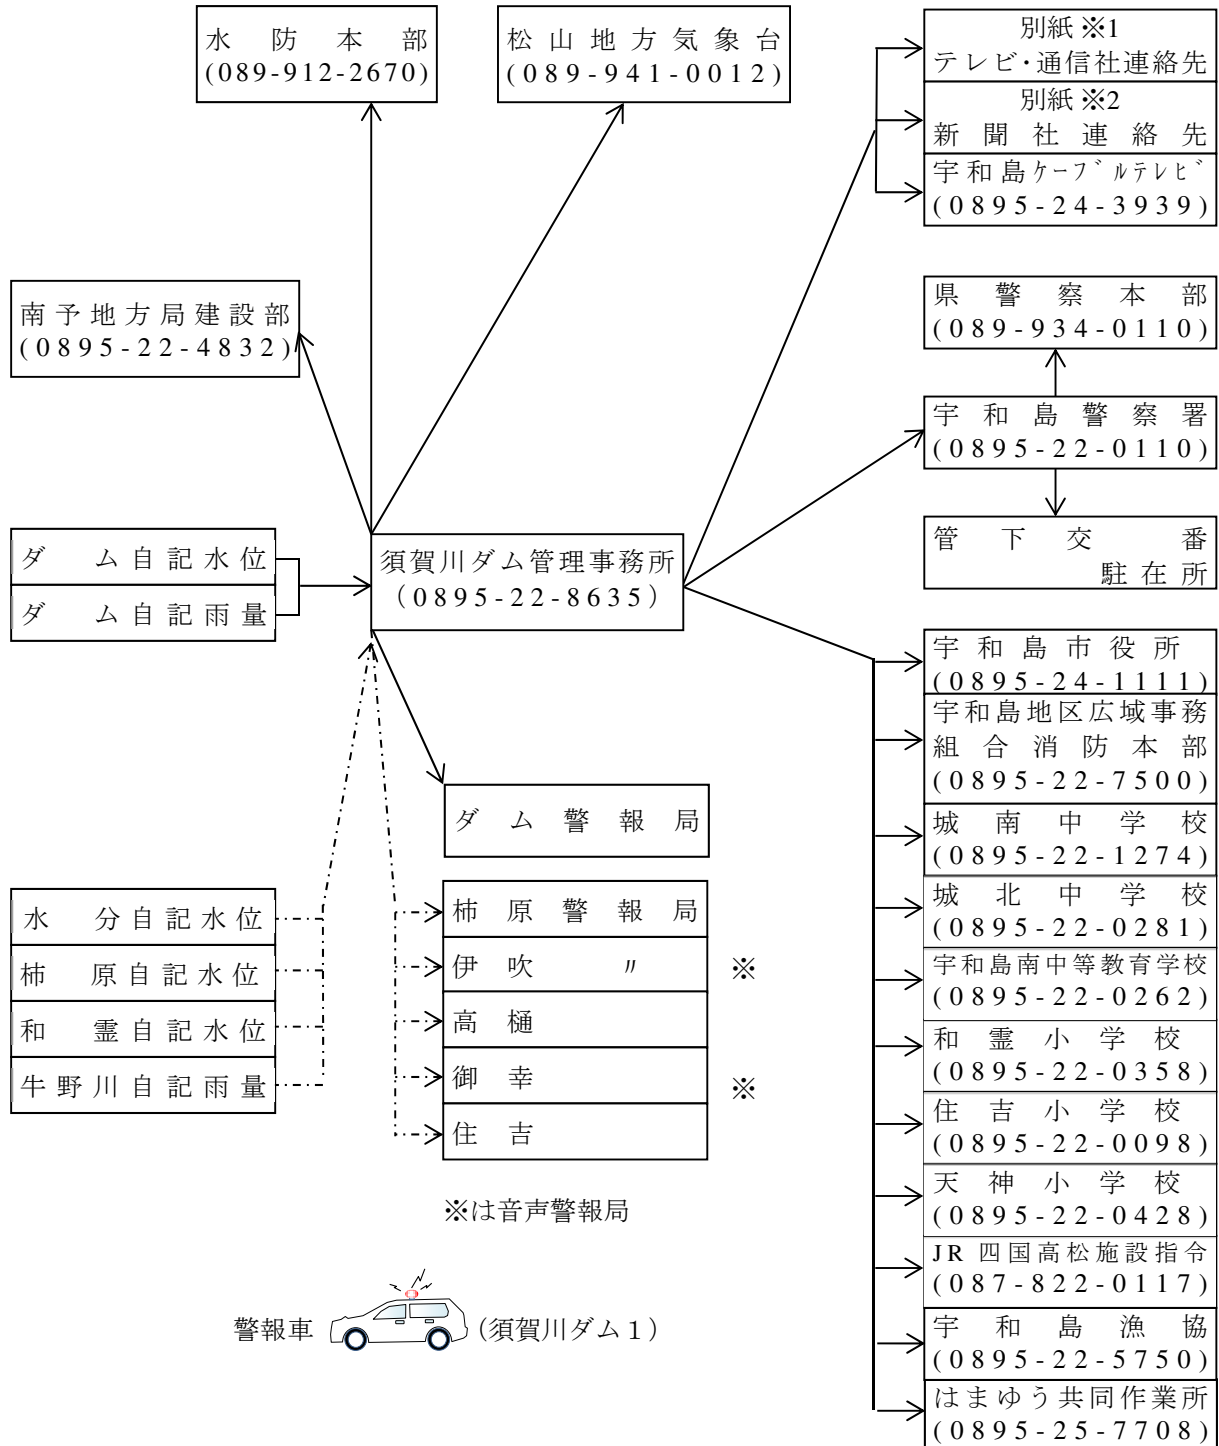 水防本部
(089-912-2670)
松山地方気象台
(089-941-0012)
別紙 ※1
テレビ・通信社連絡先
別紙 ※2
新聞社連絡先
宇和島ｹｰﾌﾞﾙﾃﾚﾋﾞ
(0895-24-3939)
南予地方局建設部
(0895-22-4832)
県警察本部
(089-934-0110)
宇和島警察署
(0895-22-0110)
管下交番
駐在所
ダム自記水位
ダム自記雨量
須賀川ダム管理事務所
(0895-22-8635)
宇和島市役所
(0895-24-1111)
宇和島地区広域事務
組合消防本部
(0895-22-7500)
城南中学校
(0895-22-1274)
城北中学校
(0895-22-0281)
宇和島南中等教育学校
(0895-22-0262)
和霊小学校
(0895-22-0358)
住吉小学校
(0895-22-0098)
天神小学校
(0895-22-0428)
JR 四国高松施設指令
(087-822-0117)
宇和島漁協
(0895-22-5750)
はまゆう共同作業所
(0895-25-7708)
ダム警報局
水分自記水位
柿原自記水位
和霊自記水位
牛野川自記雨量
柿原警報局
伊吹 〃 ※
高樋
御幸 ※
住吉
※は音声警報局
警報車 (須賀川ダム１)